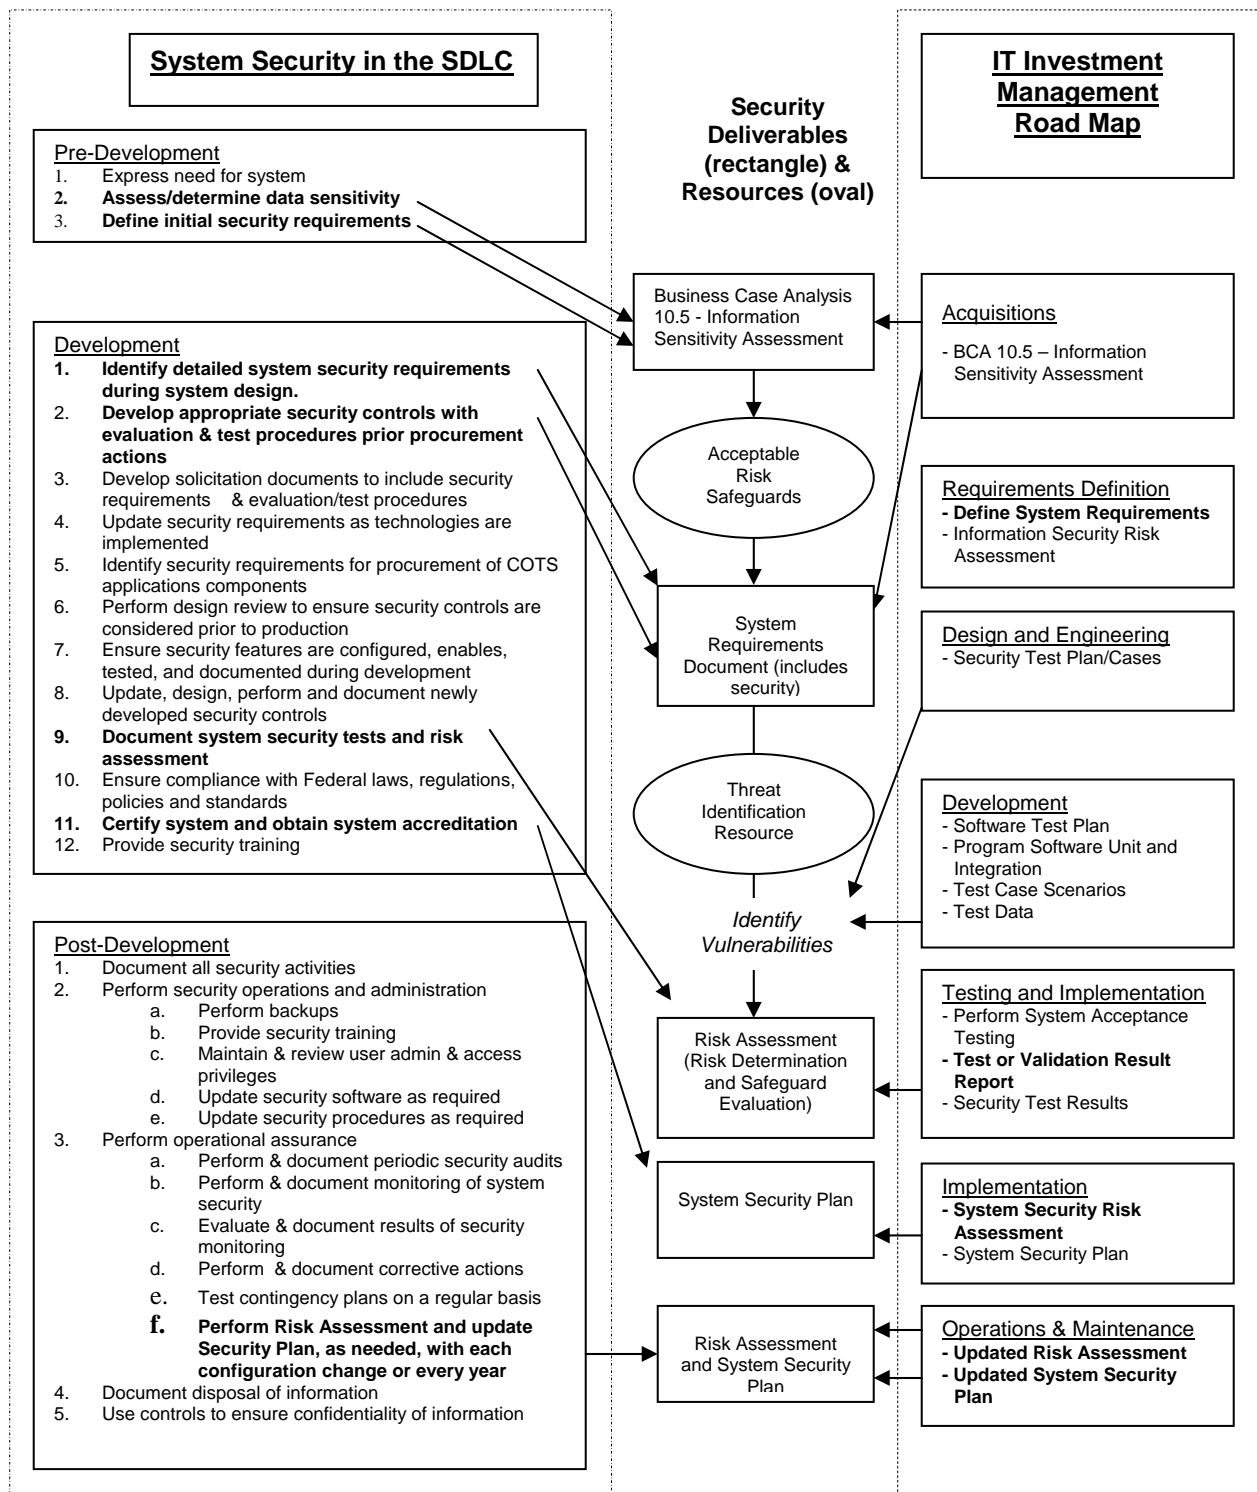 System Security in the SDLC
Pre-Development
1. Express need for system
2. Assess/determine data sensitivity
3. Define initial security requirements
Development
1. Identify detailed system security requirements
during system design.
2. Develop appropriate security controls with
evaluation & test procedures prior procurement
actions
3. Develop solicitation documents to include security
requirements & evaluation/test procedures
4. Update security requirements as technologies are
implemented
5. Identify security requirements for procurement of COTS
applications components
6. Perform design review to ensure security controls are
considered prior to production
7. Ensure security features are configured, enables,
tested, and documented during development
8. Update, design, perform and document newly
developed security controls
9. Document system security tests and risk
assessment
10. Ensure compliance with Federal laws, regulations,
policies and standards
11. Certify system and obtain system accreditation
12. Provide security training
Post-Development
1. Document all security activities
2. Perform security operations and administration
a. Perform backups
b. Provide security training
c. Maintain & review user admin & access
privileges
d. Update security software as required
e. Update security procedures as required
3. Perform operational assurance
a. Perform & document periodic security audits
b. Perform & document monitoring of system
security
c. Evaluate & document results of security
monitoring
d. Perform & document corrective actions
e. Test contingency plans on a regular basis
f. Perform Risk Assessment and update
Security Plan, as needed, with each
configuration change or every year
4. Document disposal of information
5. Use controls to ensure confidentiality of information
Security
Deliverables
(rectangle) &
Resources (oval)
Business Case Analysis
10.5 - Information
Sensitivity Assessment
Acceptable
Risk
Safeguards
System
Requirements
Document (includes
security)
Threat
Identification
Resource
Identify
Vulnerabilities
Risk Assessment
(Risk Determination
and Safeguard
Evaluation)
System Security Plan
Risk Assessment
and System Security
Plan
IT Investment
Management
Road Map
Acquisitions
- BCA 10.5 – Information
Sensitivity Assessment
Requirements Definition
- Define System Requirements
- Information Security Risk
Assessment
Design and Engineering
- Security Test Plan/Cases
Development
- Software Test Plan
- Program Software Unit and
Integration
- Test Case Scenarios
- Test Data
Testing and Implementation
- Perform System Acceptance
Testing
- Test or Validation Result
Report
- Security Test Results
Implementation
- System Security Risk
Assessment
- System Security Plan
Operations & Maintenance
- Updated Risk Assessment
- Updated System Security
Plan